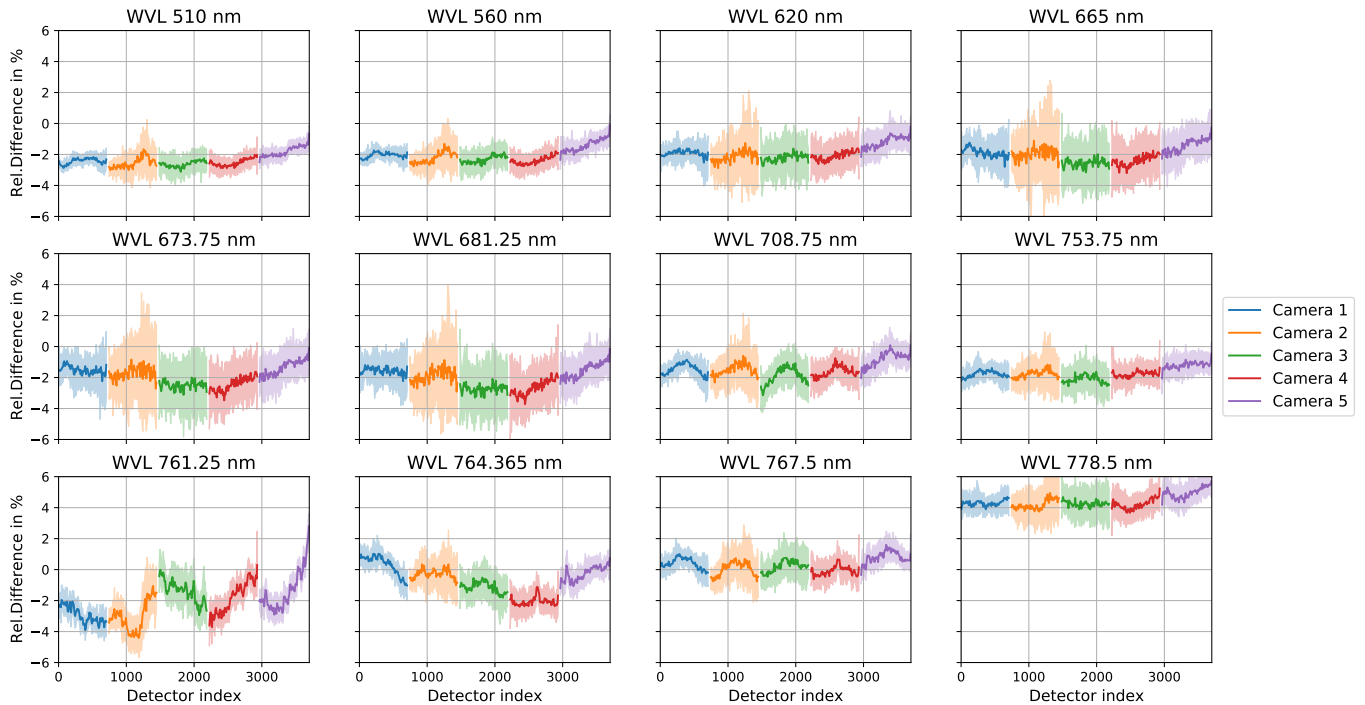 WVL 510 nm WVL 560 nm WVL 620 nm WVL 665 nm
Rel.Difference in %
6
4
2
0
−2
−4
−6
WVL 673.75 nm WVL 681.25 nm WVL 708.75 nm WVL 753.75 nm
Rel.Difference in %
6
4
2
0
−2
−4
−6
Camera 1
Camera 2
Camera 3
Camera 4
Camera 5
WVL 761.25 nm WVL 764.365 nm WVL 767.5 nm WVL 778.5 nm
Rel.Difference in %
6
4
2
0
−2
−4
−6
0 1000 2000 3000 0 1000 2000 3000 0 1000 2000 3000 0 1000 2000 3000
Detector index Detector index Detector index Detector index